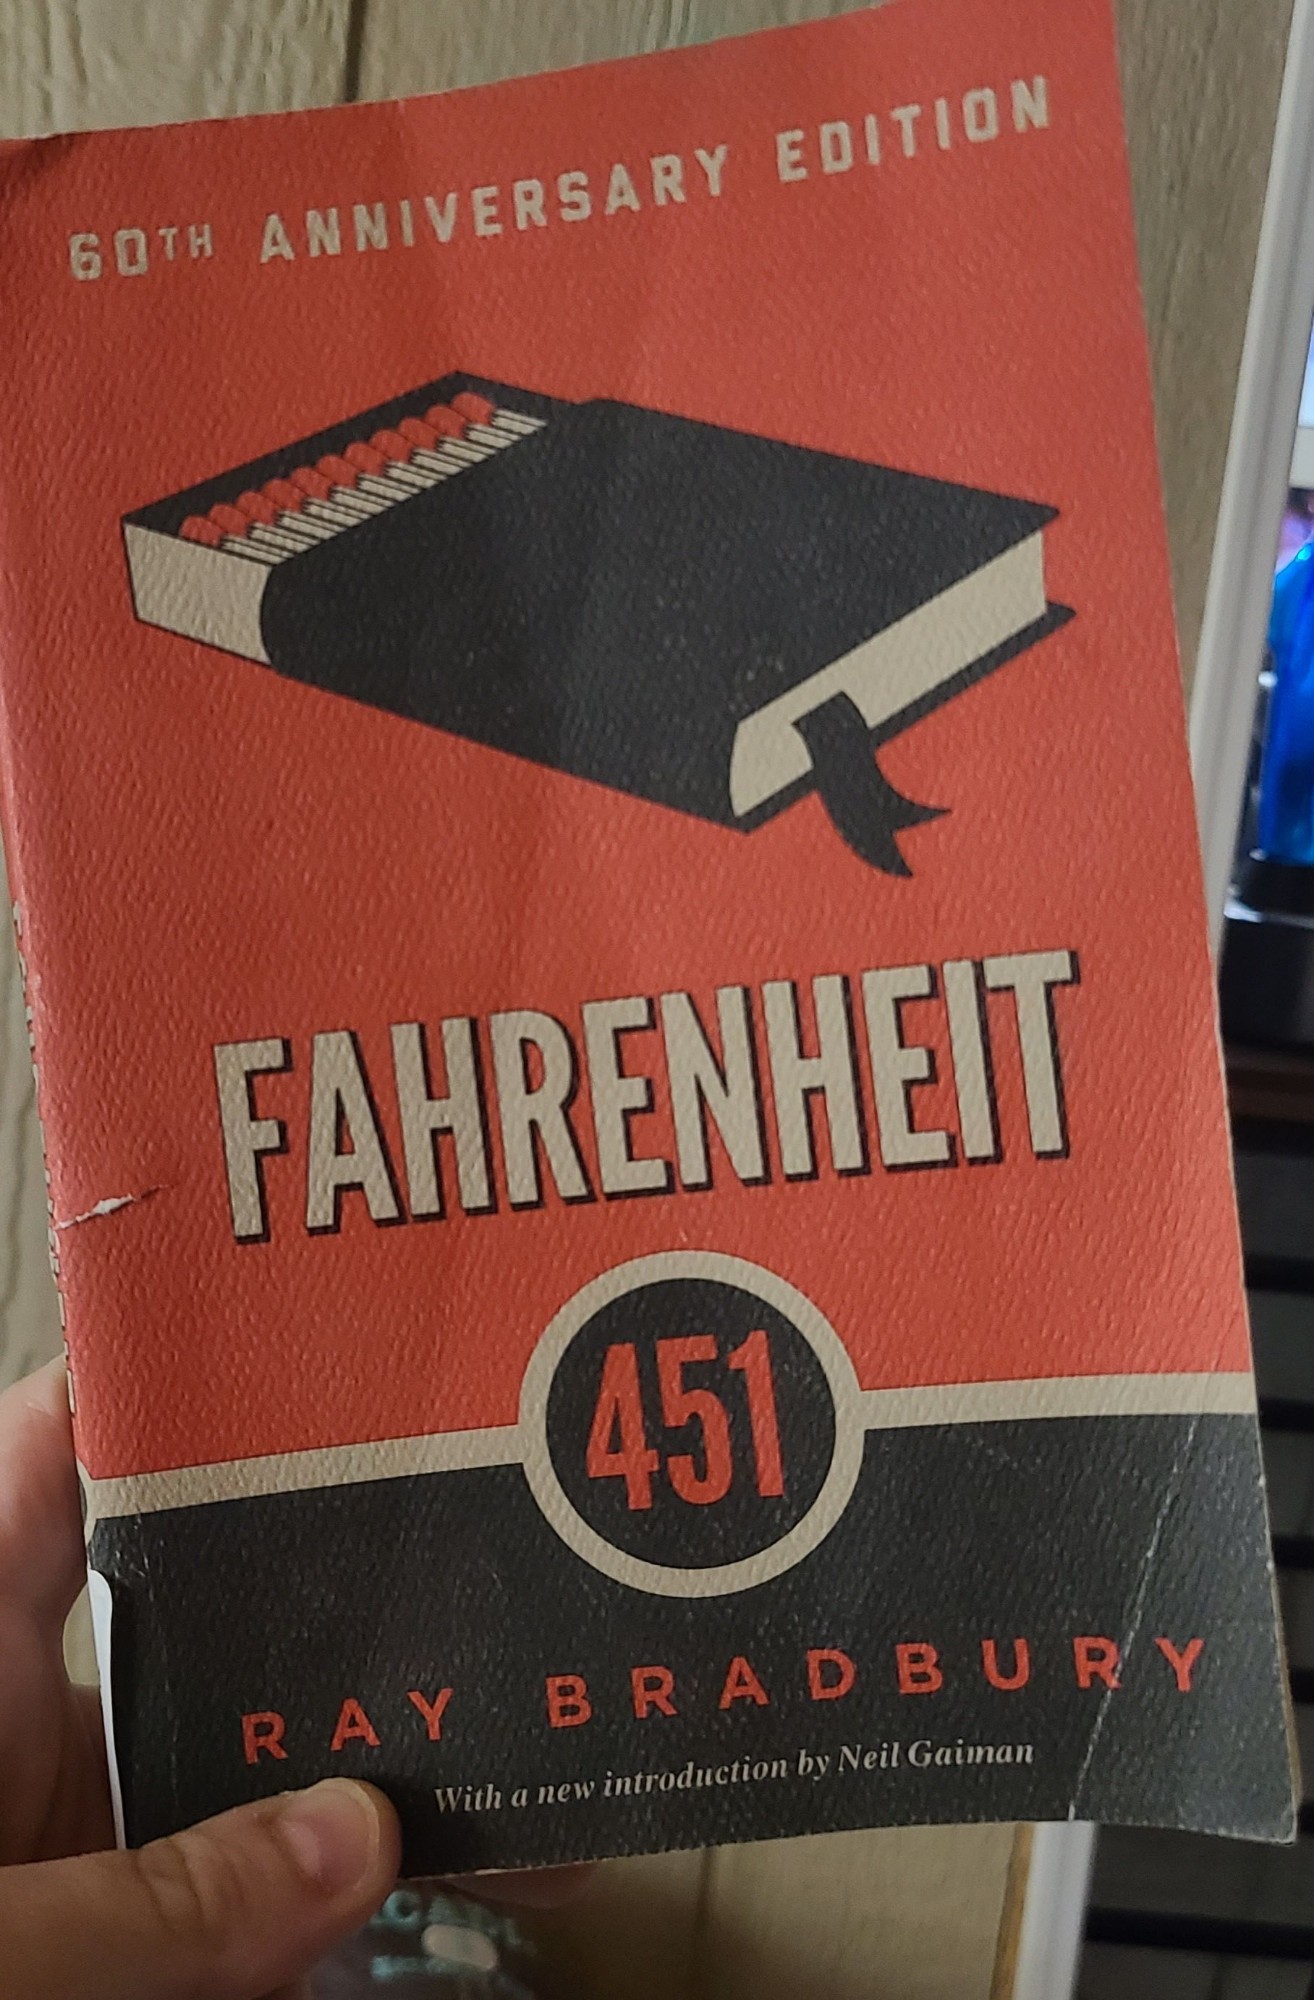 60TH ANNIVERSARY EDITION
FAHRENHEIT
451
RAY BRADBURY
With a new introduction by Neil Gaiman